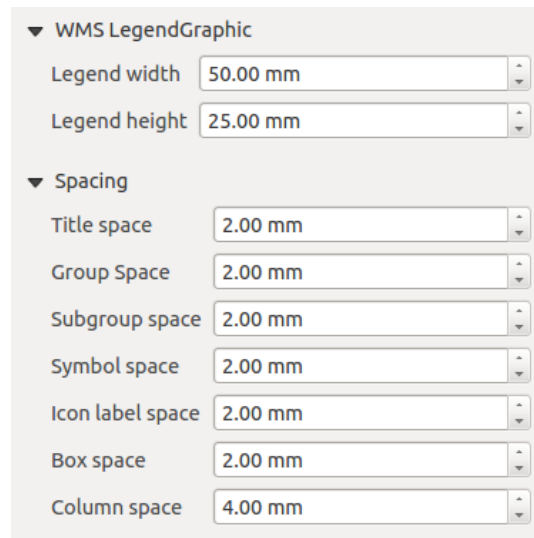 WMS LegendGraphic
Legend width 50.00 mm
Legend height 25.00 mm
Spacing
Title space 2.00 mm
Group Space 2.00 mm
Subgroup space 2.00 mm
Symbol space 2.00 mm
Icon label space 2.00 mm
Box space 2.00 mm
Column space 4.00 mm